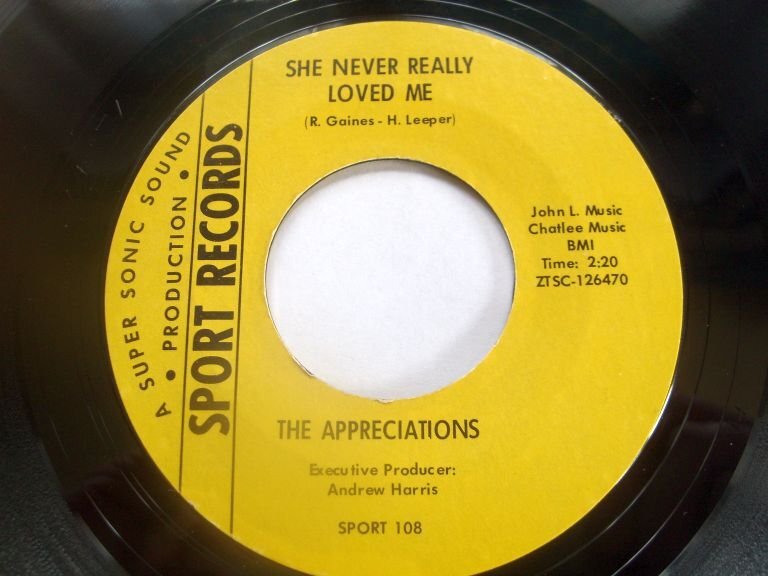 SHE NEVER REALLY
LOVED ME
(R. Gaines - H. Leeper)
A SUPER SONIC SOUND
• PRODUCTION •
SPORT RECORDS
John L. Music
Chatlee Music
BMI
Time: 2:20
ZTSC-126470
THE APPRECIATIONS
Executive Producer:
Andrew Harris
SPORT 108